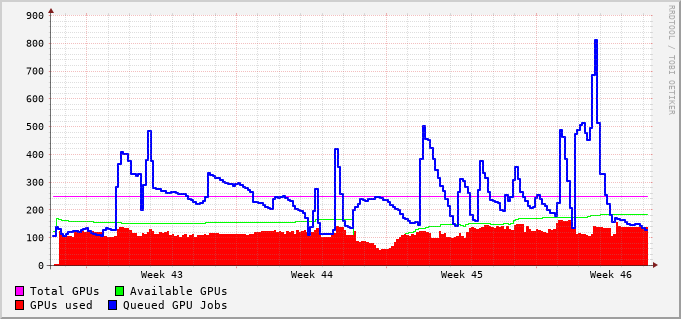 900
800
700
600
500
400
300
200
100
0
Week 43 Week 44 Week 45 Week 46
Total GPUs Available GPUs
GPUs used Queued GPU Jobs
RRDTOOL / TOBI OETIKER